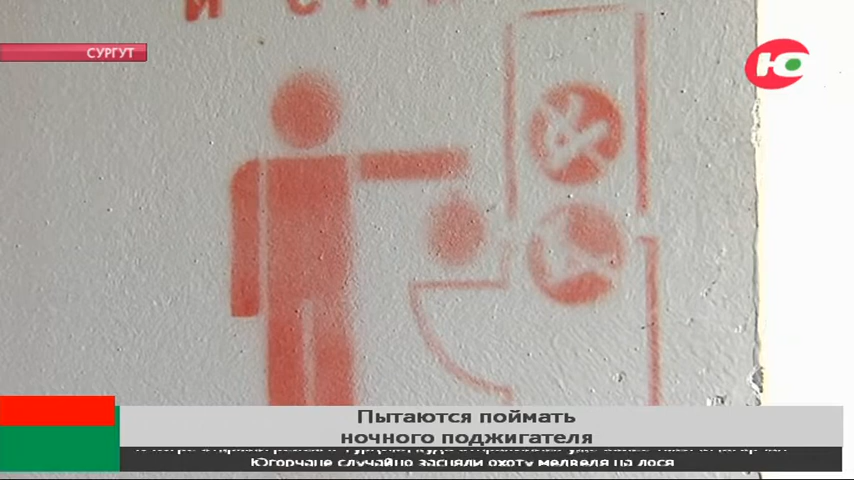 СУРГУТ
Ю
Пытаются поймать
ночного поджигателя
Югорчане случайно засняли охоту медведя на лося